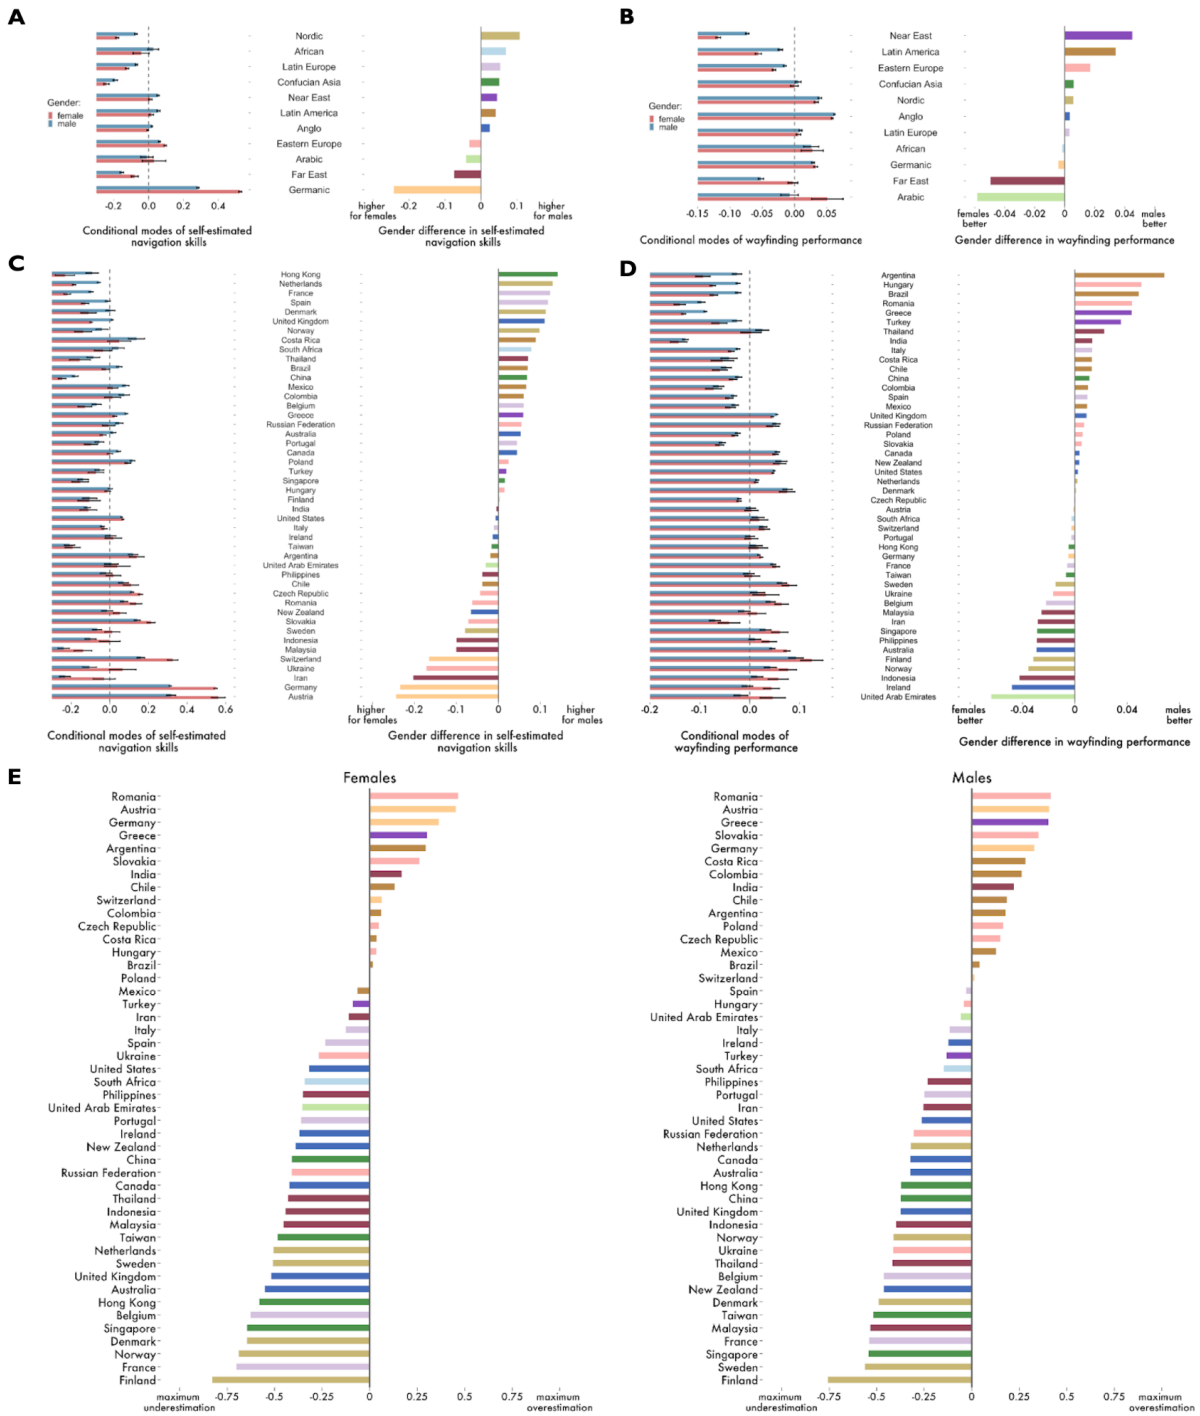 A
Gender:
female
male
-0.2 0.0 0.2 0.4
Conditional modes of self-estimated
navigation skills
Nordic
African
Latin Europe
Confucian Asia
Near East
Latin America
Anglo
Eastern Europe
Arabic
Far East
Germanic
higher
for females
-0.2 -0.1 0 0.1
higher
for males
Gender difference in self-estimated
navigation skills
B
Gender:
female
male
-0.15 -0.10 -0.05 0.00 0.05
Conditional modes of wayfinding performance
Near East
Latin America
Eastern Europe
Confucian Asia
Nordic
Anglo
Latin Europe
African
Germanic
Far East
Arabic
females
better
-0.04 -0.02 0 0.02 0.04
males
better
Gender difference in wayfinding performance
C
-0.2 0.0 0.2 0.4 0.6
Conditional modes of self-estimated
navigation skills
Hong Kong
Netherlands
France
Spain
Denmark
United Kingdom
Norway
Costa Rica
South Africa
Thailand
Brazil
China
Mexico
Colombia
Belgium
Greece
Russian Federation
Australia
Portugal
Canada
Poland
Turkey
Singapore
Hungary
Finland
India
United States
Italy
Ireland
Taiwan
Argentina
United Arab Emirates
Philippines
Chile
Czech Republic
Romania
New Zealand
Slovakia
Sweden
Indonesia
Malaysia
Switzerland
Ukraine
Iran
Germany
Austria
higher
for females
-0.2 -0.1 0 0.1
higher
for males
Gender difference in self-estimated
navigation skills
D
-0.2 -0.1 0.0 0.1
Conditional modes of
wayfinding performance
Argentina
Hungary
Brazil
Romania
Greece
Turkey
Thailand
India
Italy
Costa Rica
Chile
China
Colombia
Spain
Mexico
United Kingdom
Russian Federation
Poland
Slovakia
Canada
New Zealand
United States
Netherlands
Denmark
Czech Republic
Austria
South Africa
Switzerland
Portugal
Hong Kong
Germany
France
Taiwan
Sweden
Ukraine
Belgium
Malaysia
Iran
Singapore
Philippines
Australia
Finland
Norway
Indonesia
Ireland
United Arab Emirates
females
better
-0.04 0 0.04
males
better
Gender difference in wayfinding performance
E
Females
Romania
Austria
Germany
Greece
Argentina
Slovakia
India
Chile
Switzerland
Colombia
Czech Republic
Costa Rica
Hungary
Brazil
Poland
Mexico
Turkey
Iran
Italy
Spain
Ukraine
United States
South Africa
Philippines
United Arab Emirates
Portugal
Ireland
New Zealand
China
Russian Federation
Canada
Thailand
Indonesia
Malaysia
Taiwan
Netherlands
Sweden
United Kingdom
Australia
Hong Kong
Belgium
Singapore
Denmark
Norway
France
Finland
maximum
underestimation
-0.75 -0.5 -0.25 0 0.25 0.5 0.75
maximum
overestimation
Males
Romania
Austria
Greece
Slovakia
Germany
Costa Rica
Colombia
India
Chile
Argentina
Poland
Czech Republic
Mexico
Brazil
Switzerland
Spain
Hungary
United Arab Emirates
Italy
Ireland
Turkey
South Africa
Philippines
Portugal
Iran
United States
Russian Federation
Netherlands
Canada
Australia
Hong Kong
China
United Kingdom
Indonesia
Norway
Ukraine
Thailand
Belgium
New Zealand
Denmark
Taiwan
Malaysia
France
Singapore
Sweden
Finland
maximum
underestimation
-0.75 -0.5 -0.25 0 0.25 0.5 0.75
maximum
overestimation